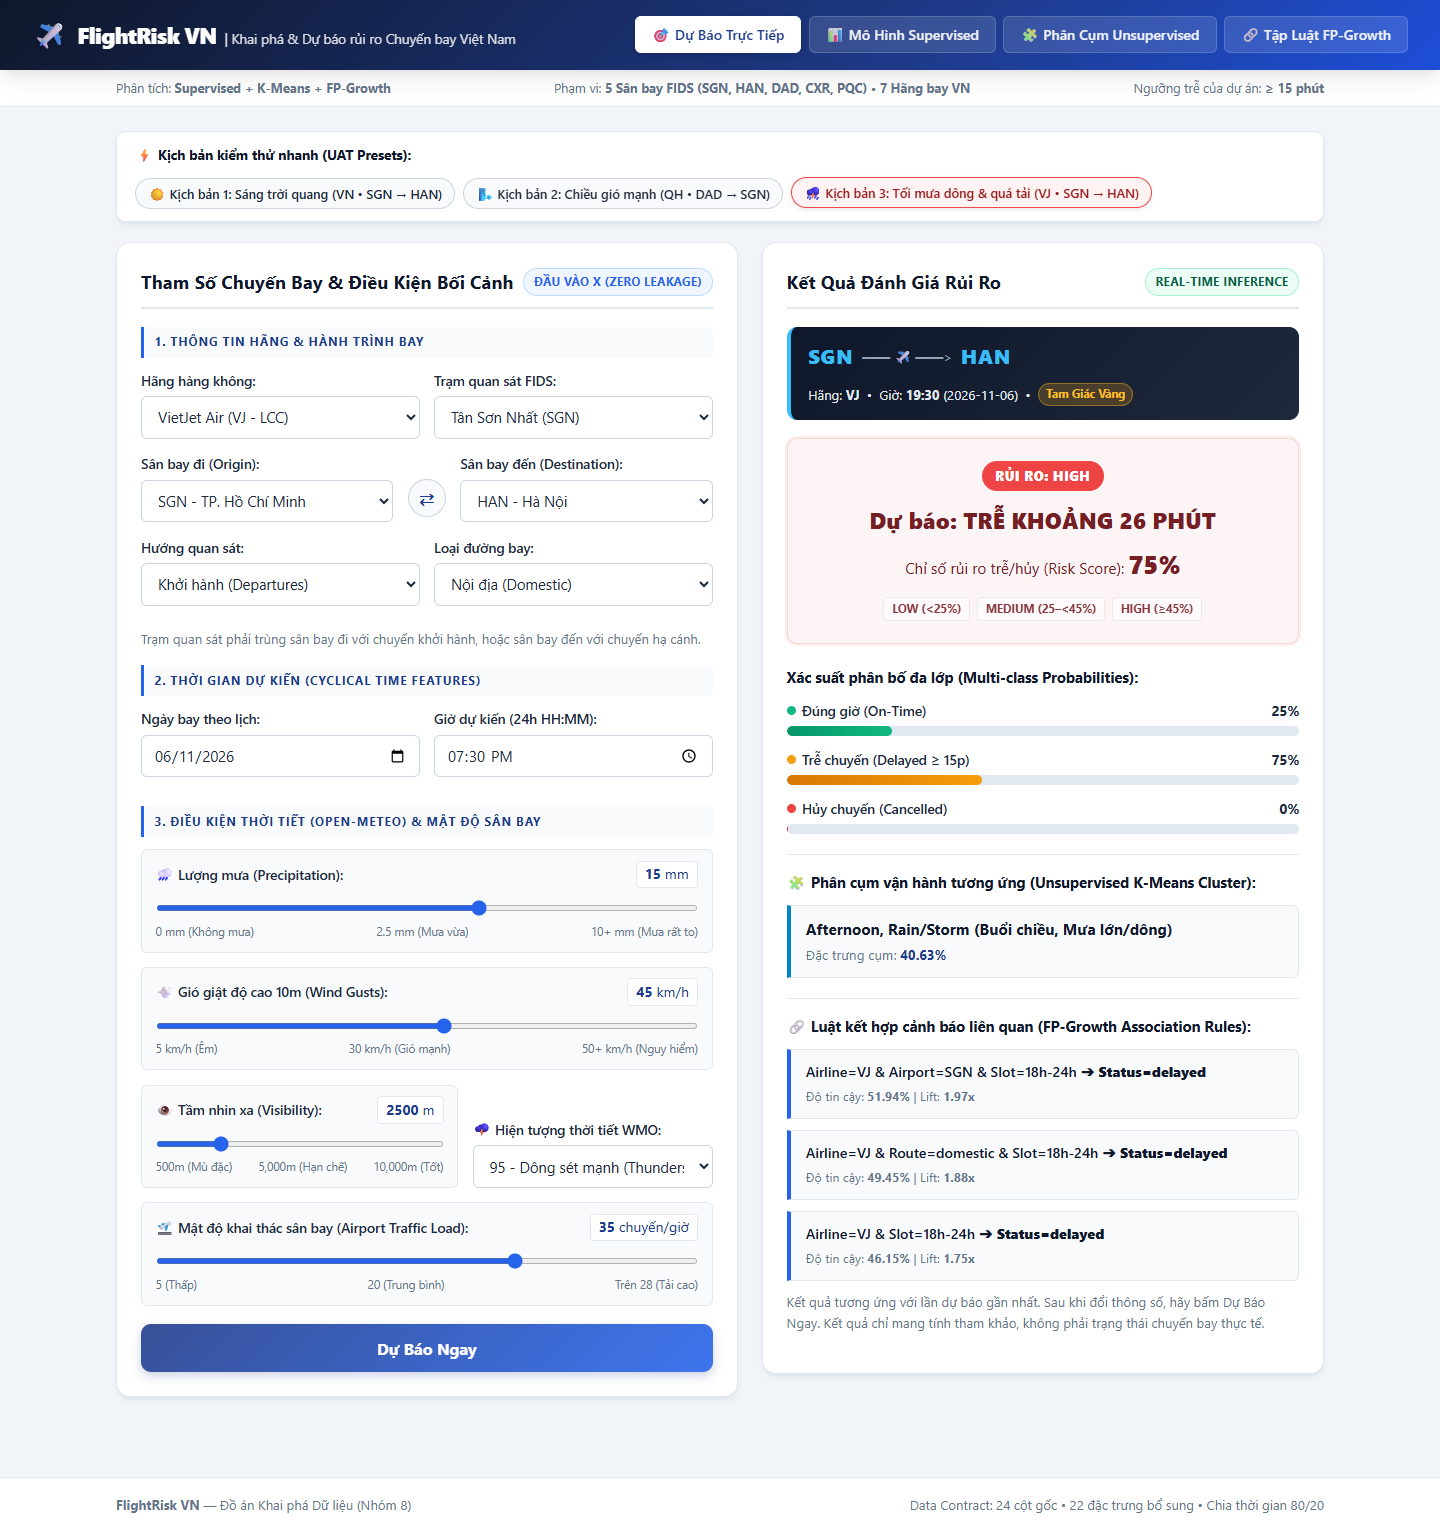 FlightRisk VN | Khai phá & Dự báo rủi ro Chuyến bay Việt Nam
Dự Báo Trực Tiếp
Mô Hình Supervised
Phân Cụm Unsupervised
Tập Luật FP-Growth
Phân tích: Supervised + K-Means + FP-Growth
Phạm vi: 5 Sân bay FIDS (SGN, HAN, DAD, CXR, PQC) • 7 Hãng bay VN
Ngưỡng trễ của dự án: ≥ 15 phút
Kịch bản kiểm thử nhanh (UAT Presets):
Kịch bản 1: Sáng trời quang (VN • SGN → HAN)
Kịch bản 2: Chiều gió mạnh (QH • DAD → SGN)
Kịch bản 3: Tối mưa dông & quá tải (VJ • SGN → HAN)
Tham Số Chuyến Bay & Điều Kiện Bối Cảnh
ĐẦU VÀO X (ZERO LEAKAGE)
1. THÔNG TIN HÃNG & HÀNH TRÌNH BAY
Hãng hàng không:
Trạm quan sát FIDS:
VietJet Air (VJ - LCC)
Tân Sơn Nhất (SGN)
Sân bay đi (Origin):
Sân bay đến (Destination):
SGN - TP. Hồ Chí Minh
⇄
HAN - Hà Nội
Hướng quan sát:
Loại đường bay:
Khởi hành (Departures)
Nội địa (Domestic)
Trạm quan sát phải trùng sân bay đi với chuyến khởi hành, hoặc sân bay đến với chuyến hạ cánh.
2. THỜI GIAN DỰ KIẾN (CYCLICAL TIME FEATURES)
Ngày bay theo lịch:
Giờ dự kiến (24h HH:MM):
06/11/2026
07:30 PM
3. ĐIỀU KIỆN THỜI TIẾT (OPEN-METEO) & MẬT ĐỘ SÂN BAY
Lượng mưa (Precipitation):
15 mm
0 mm (Không mưa)
2.5 mm (Mưa vừa)
10+ mm (Mưa rất to)
Gió giật độ cao 10m (Wind Gusts):
45 km/h
5 km/h (Êm)
30 km/h (Gió mạnh)
50+ km/h (Nguy hiểm)
Tầm nhìn xa (Visibility):
2500 m
500m (Mù đặc)
5,000m (Hạn chế)
10,000m (Tốt)
Hiện tượng thời tiết WMO:
95 - Dông sét mạnh (Thunders
Mật độ khai thác sân bay (Airport Traffic Load):
35 chuyến/giờ
5 (Thấp)
20 (Trung bình)
Trên 28 (Tải cao)
Dự Báo Ngay
Kết Quả Đánh Giá Rủi Ro
REAL-TIME INFERENCE
SGN ——✈——> HAN
Hãng: VJ • Giờ: 19:30 (2026-11-06) • Tam Giác Vàng
RỦI RO: HIGH
Dự báo: TRỄ KHOẢNG 26 PHÚT
Chỉ số rủi ro trễ/hủy (Risk Score): 75%
LOW (<25%)
MEDIUM (25–<45%)
HIGH (≥45%)
Xác suất phân bố đa lớp (Multi-class Probabilities):
Đúng giờ (On-Time)
25%
Trễ chuyến (Delayed ≥ 15p)
75%
Hủy chuyến (Cancelled)
0%
Phân cụm vận hành tương ứng (Unsupervised K-Means Cluster):
Afternoon, Rain/Storm (Buổi chiều, Mưa lớn/dông)
Đặc trưng cụm: 40.63%
Luật kết hợp cảnh báo liên quan (FP-Growth Association Rules):
Airline=VJ & Airport=SGN & Slot=18h-24h ➔ Status=delayed
Độ tin cậy: 51.94% | Lift: 1.97x
Airline=VJ & Route=domestic & Slot=18h-24h ➔ Status=delayed
Độ tin cậy: 49.45% | Lift: 1.88x
Airline=VJ & Slot=18h-24h ➔ Status=delayed
Độ tin cậy: 46.15% | Lift: 1.75x
Kết quả tương ứng với lần dự báo gần nhất. Sau khi đổi thông số, hãy bấm Dự Báo
Ngay. Kết quả chỉ mang tính tham khảo, không phải trạng thái chuyến bay thực tế.
FlightRisk VN — Đồ án Khai phá Dữ liệu (Nhóm 8)
Data Contract: 24 cột gốc • 22 đặc trưng bổ sung • Chia thời gian 80/20